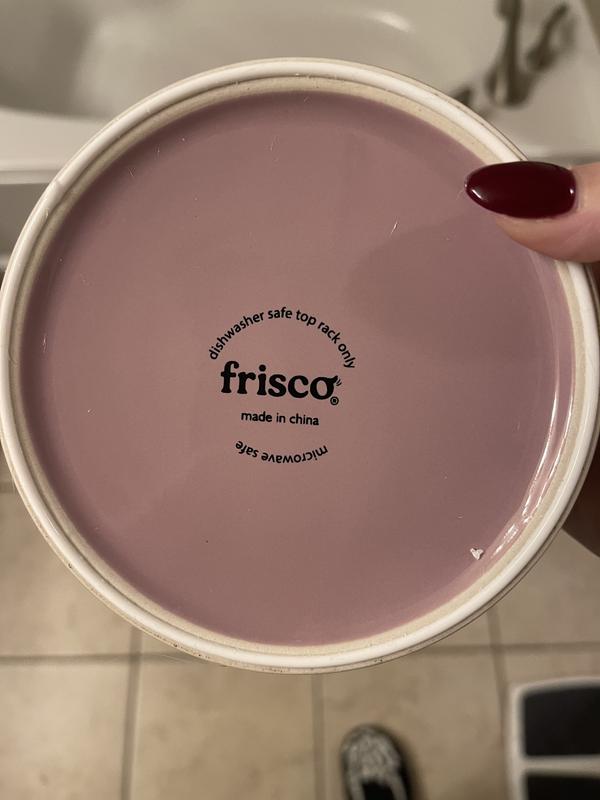 dishwasher safe top rack only
frisco®
made in china
microwave safe